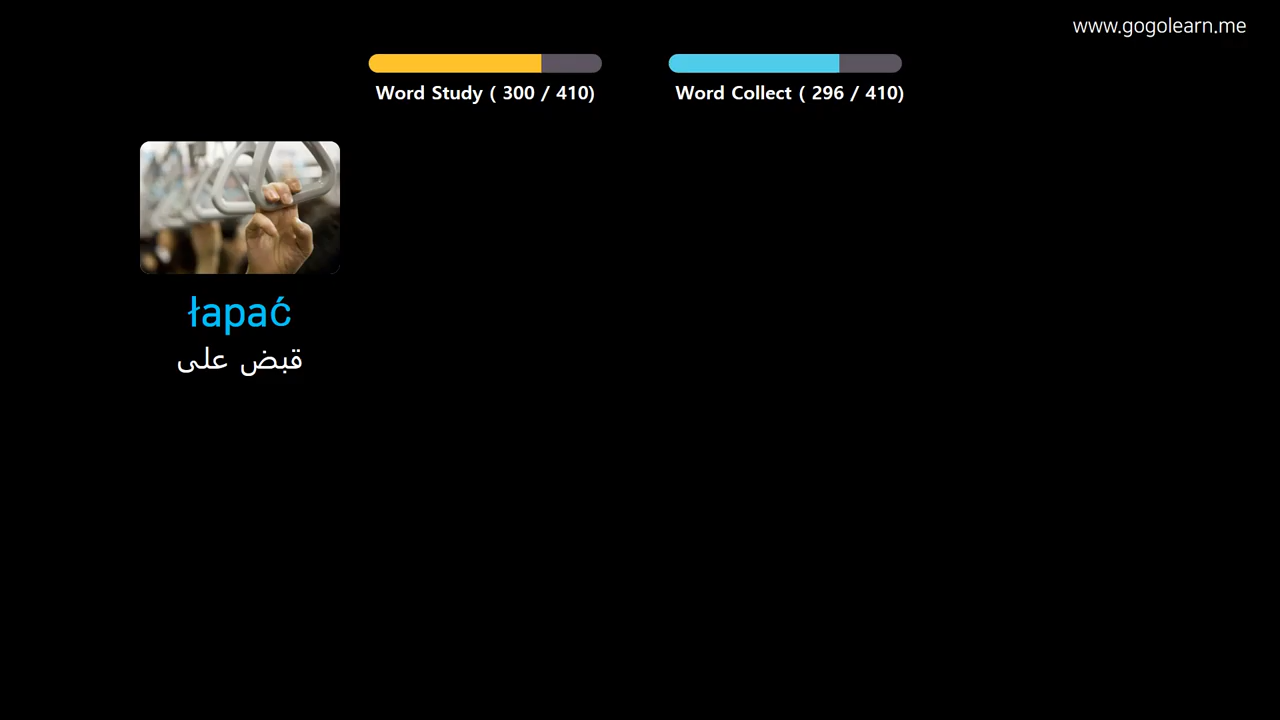 www.gogolearn.me
Word Study ( 300 / 410)
Word Collect ( 296 / 410)
łapać
قبض على